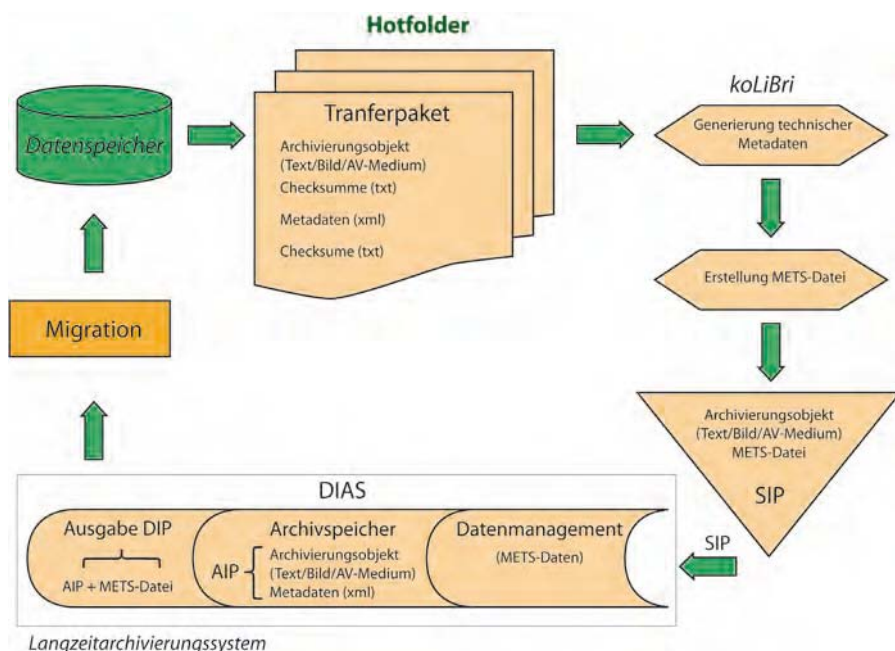 Hotfolder
Datenspeicher
Tranferpaket
Archivierungsobjekt
(Text/Bild/AV-Medium)
Checksumme (txt)
Metadaten (xml)
Checksume (txt)
koLiBri
Generierung technischer
Metadaten
Erstellung METS-Datei
Archivierungsobjekt
(Text/Bild/AV-Medium)
METS-Datei
SIP
SIP
DIAS
Datenmanagement
(METS-Daten)
Archivspeicher
AIP
Archivierungsobjekt
(Text/Bild/AV-Medium)
Metadaten (xml)
Ausgabe DIP
AIP + METS-Datei
Langzeitarchivierungssystem
Migration